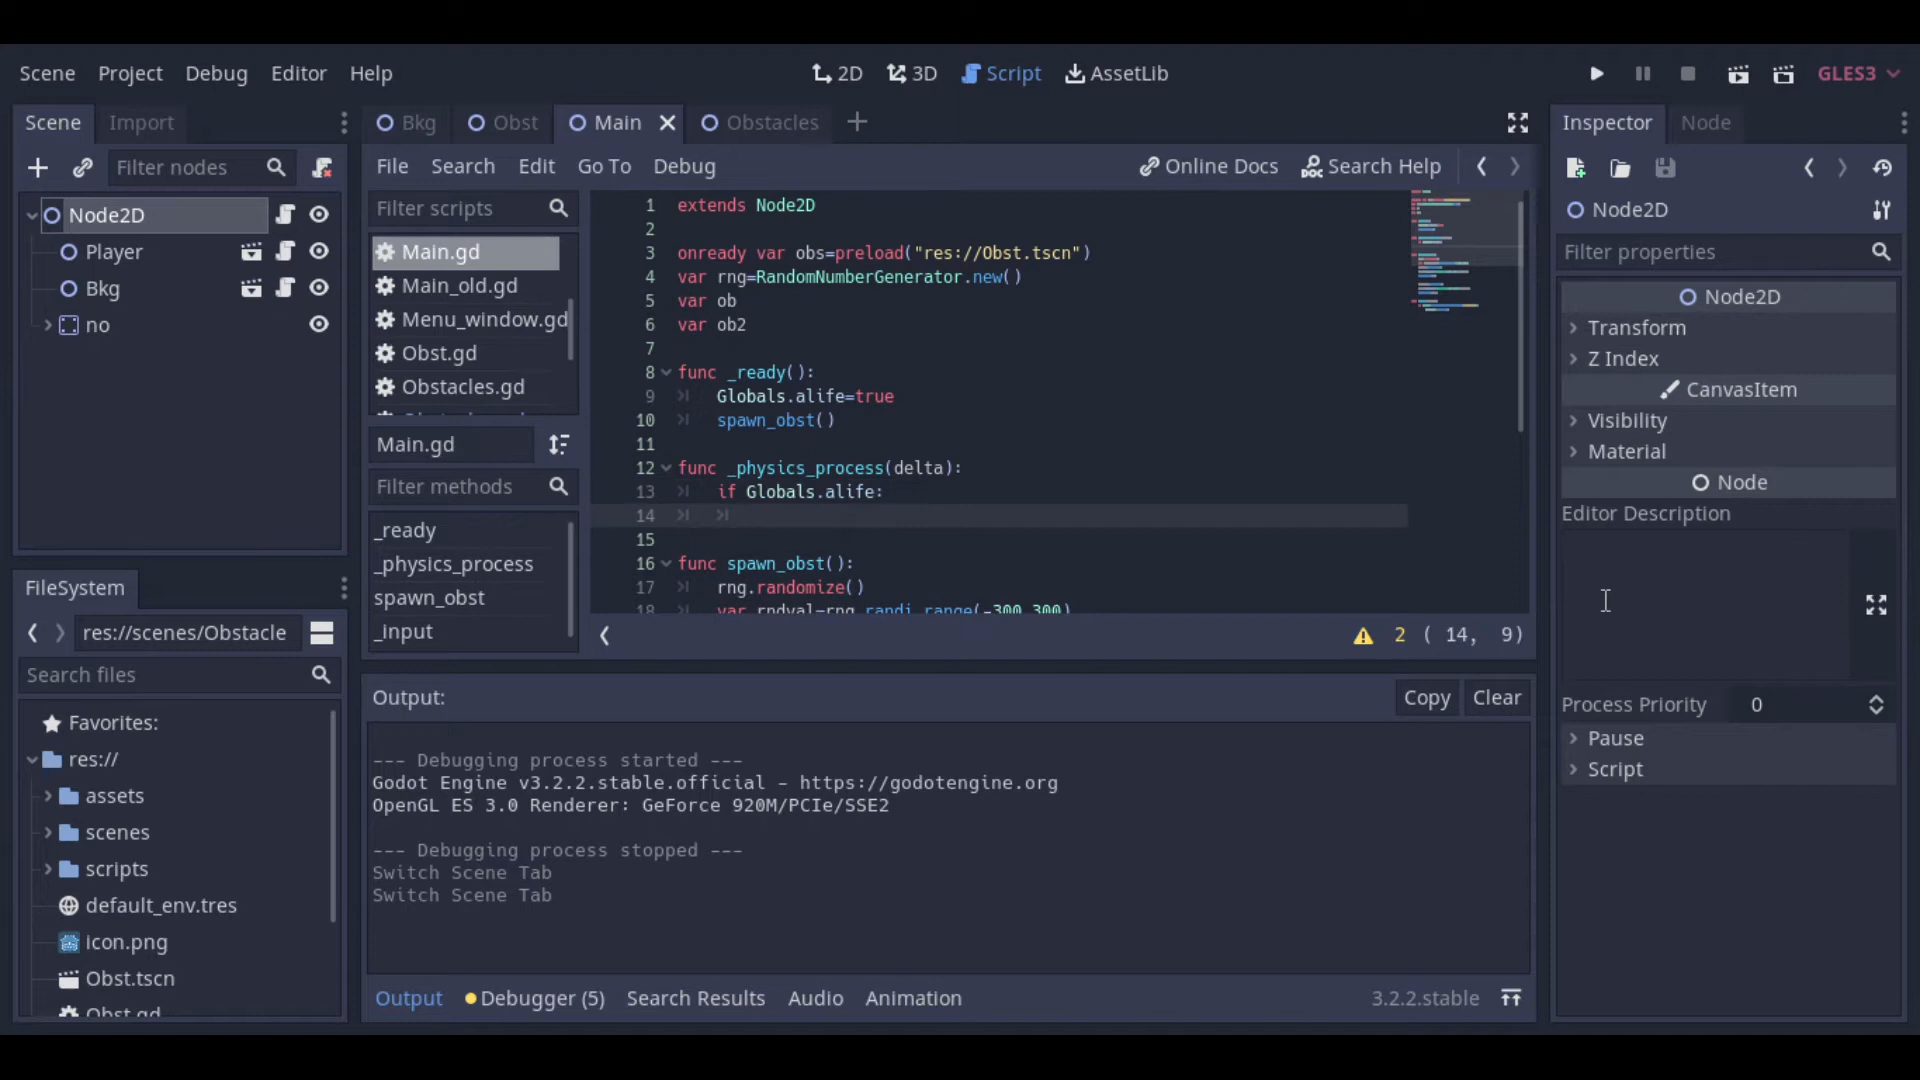 Scene Project Debug Editor Help
2D 3D Script AssetLib
GLES3
Scene Import
Filter nodes
Node2D
Player
Bkg
no
FileSystem
res://scenes/Obstacle
Search files
Favorites:
res://
assets
scenes
scripts
default_env.tres
icon.png
Obst.tscn
Obst.gd
Bkg Obst Main Obstacles
File Search Edit Go To Debug
Online Docs Search Help
Filter scripts
Main.gd
Main_old.gd
Menu_window.gd
Obst.gd
Obstacles.gd
Main.gd
Filter methods
_ready
_physics_process
spawn_obst
_input
1 extends Node2D
2
3 onready var obs=preload("res://Obst.tscn")
4 var rng=RandomNumberGenerator.new()
5 var ob
6 var ob2
7
8 func _ready():
9 Globals.alife=true
10 spawn_obst()
11
12 func _physics_process(delta):
13 if Globals.alife:
14
15
16 func spawn_obst():
17 rng.randomize()
18 var rndval=rng.randi_range(-300,300)
2 ( 14, 9)
Output:
Copy Clear
--- Debugging process started ---
Godot Engine v3.2.2.stable.official - https://godotengine.org
OpenGL ES 3.0 Renderer: GeForce 920M/PCIe/SSE2
--- Debugging process stopped ---
Switch Scene Tab
Switch Scene Tab
Output Debugger (5) Search Results Audio Animation
3.2.2.stable
Inspector Node
Node2D
Filter properties
Node2D
Transform
Z Index
CanvasItem
Visibility
Material
Node
Editor Description
Process Priority 0
Pause
Script